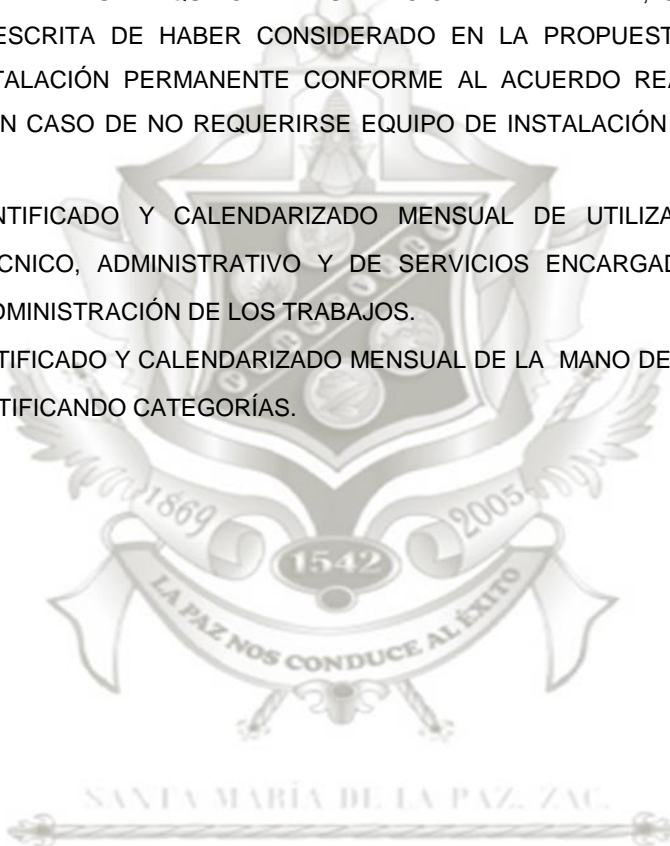 ESCRITA DE HABER CONSIDERADO EN LA PROPUEST
TALACIÓN PERMANENTE CONFORME AL ACUERDO REA
N CASO DE NO REQUERIRSE EQUIPO DE INSTALACIÓN
NTIFICADO Y CALENDARIZADO MENSUAL DE UTILIZA
CNICO, ADMINISTRATIVO Y DE SERVICIOS ENCARGAD
DMINISTRACIÓN DE LOS TRABAJOS.
TIFICADO Y CALENDARIZADO MENSUAL DE LA MANO DE
TIFICANDO CATEGORÍAS.
1869 2005
1542
LA PAZ NOS CONDUCE AL ÉXITO
SANTA MARÍA DE LA PAZ, ZAC.